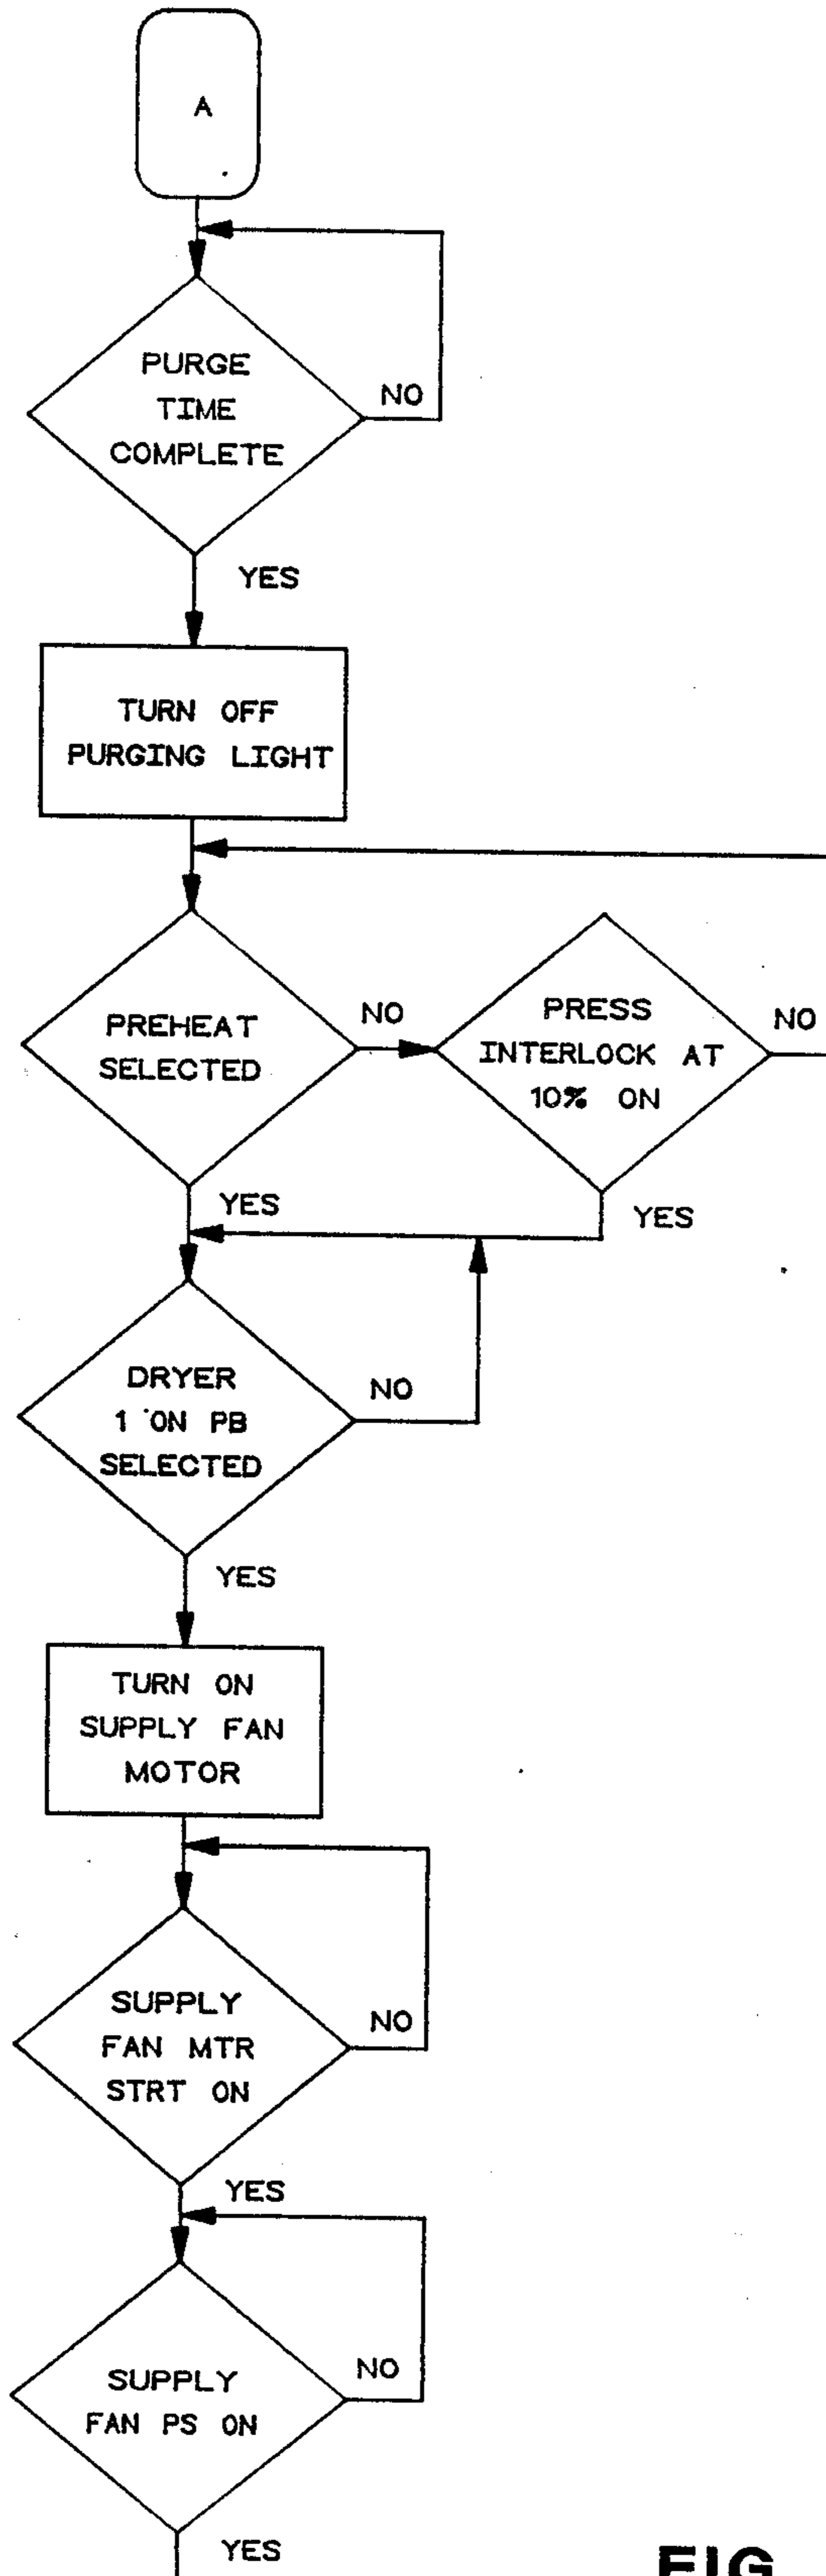 A
PURGE
TIME
COMPLETE
NO
YES
TURN OFF
PURGING LIGHT
PREHEAT
SELECTED
NO
PRESS
INTERLOCK AT
10% ON
NO
YES
YES
DRYER
1 ON PB
SELECTED
NO
YES
TURN ON
SUPPLY FAN
MOTOR
SUPPLY
FAN MTR
STRT ON
NO
YES
SUPPLY
FAN PS ON
NO
YES
FIG